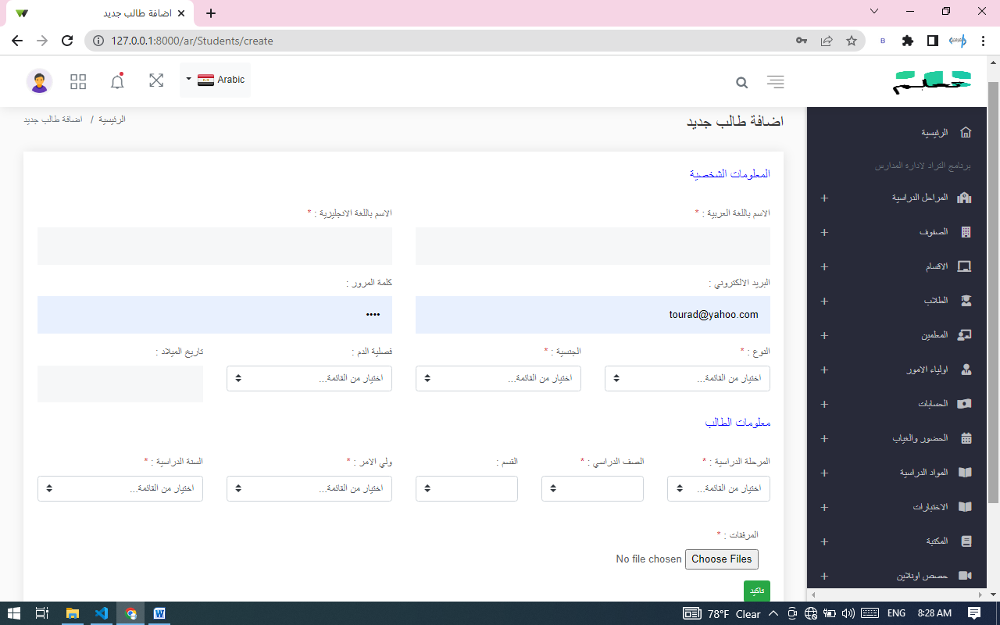 اضافة طالب جديد
127.0.0.1:8000/ar/Students/create
Arabic
معلم
اضافة طالب جديد
الرئيسية / اضافة طالب جديد
الرئيسية
برنامج التراد لادارة المدارس
المراحل الدراسية
الصفوف
الاقسام
الطلاب
المعلمين
اولياء الامور
الحسابات
الحضور والغياب
المواد الدراسية
الاختبارات
المكتبة
حصص اونلاين
المعلومات الشخصية
الاسم باللغة العربية : *
الاسم باللغة الانجليزية : *
البريد الالكتروني :
كلمة المرور :
tourad@yahoo.com
••••
النوع : *
الجنسية : *
فصلية الدم :
تاريخ الميلاد :
اختيار من القائمة...
اختيار من القائمة...
اختيار من القائمة...
معلومات الطالب
المرحلة الدراسية : *
الصف الدراسي : *
القسم :
ولي الامر : *
السنة الدراسية : *
اختيار من القائمة...
اختيار من القائمة...
اختيار من القائمة...
المرفقات : *
Choose Files No file chosen
تاكيد
78°F Clear
ENG
8:28 AM